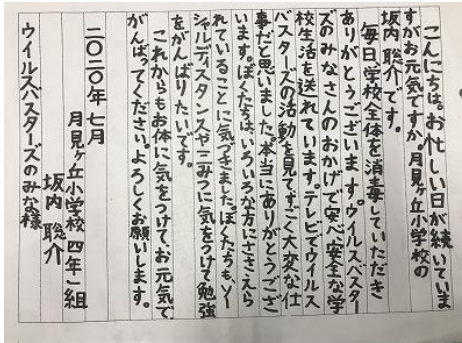 こんにちは。お忙しい日が続いていま
すがお元気ですか。月見ヶ丘小学校の
坂内聡介です。
毎日、学校全体を消毒していただき
ありがとうございます。ウイルスバスター
ズのみなさんのおかげで安心安全な学
校生活を送れています。テレビでウイルス
バスターズの活動を見てすごく大変な仕
事だと思いました。本当にありがとうござ
います。ぼくたちは、いろいろな方にささえら
れていることに気づきました。ぼくたちもソー
シャルディスタンスや三みつに気をつけて勉強
をがんばりたいです。
これからもお体に気をつけてお元気で
がんばってください。よろしくお願いします。
二〇二〇年七月
月見ヶ丘小学校 四年一組
坂内 聡介
ウイルスバスターズのみな様